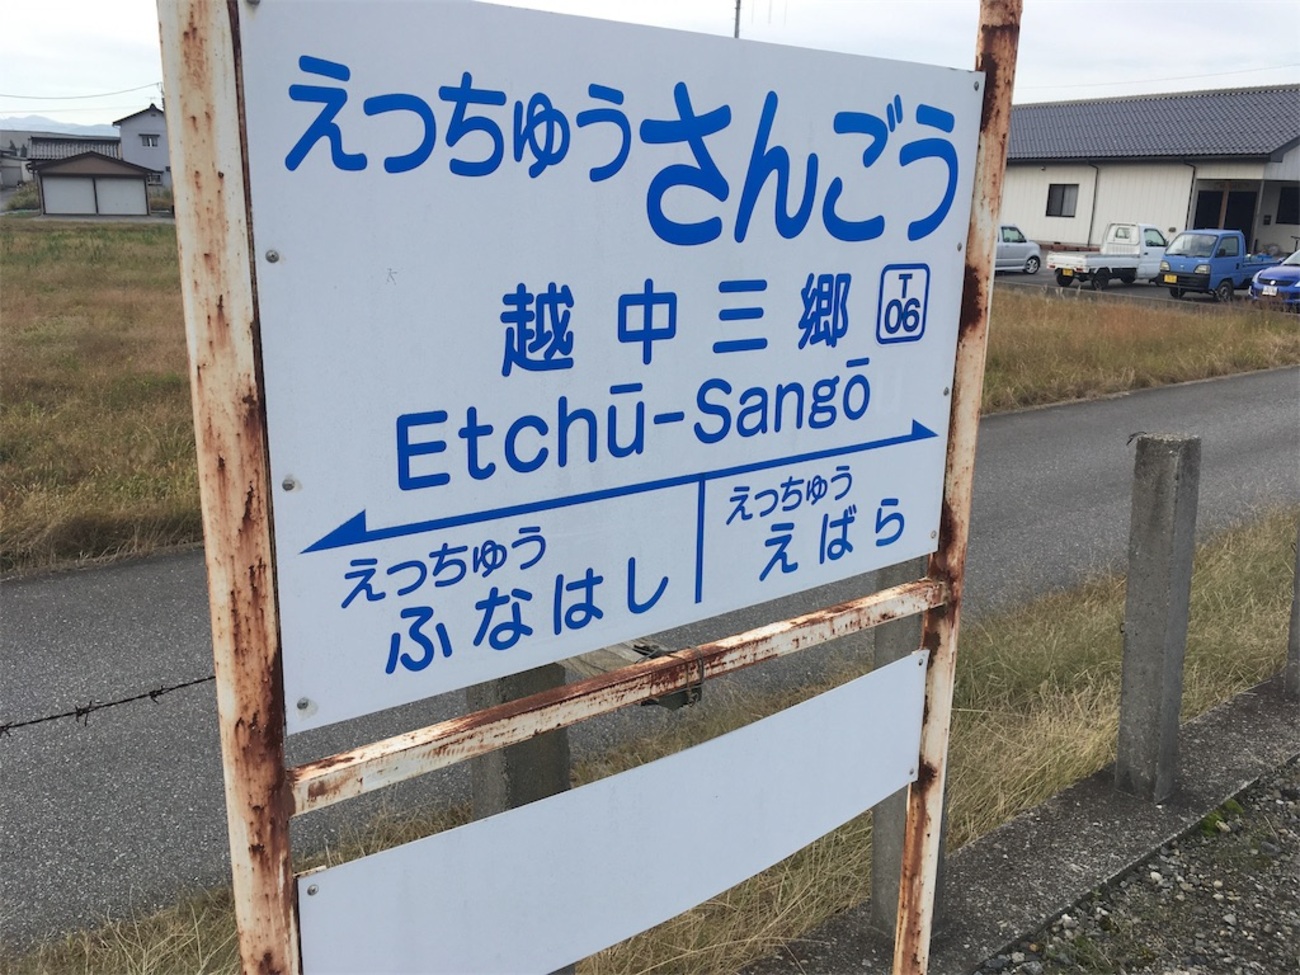 えっちゅうさんごう
越中三郷 T 06
Etchū-Sangō
えっちゅう
ふなはし
えっちゅう
えばら